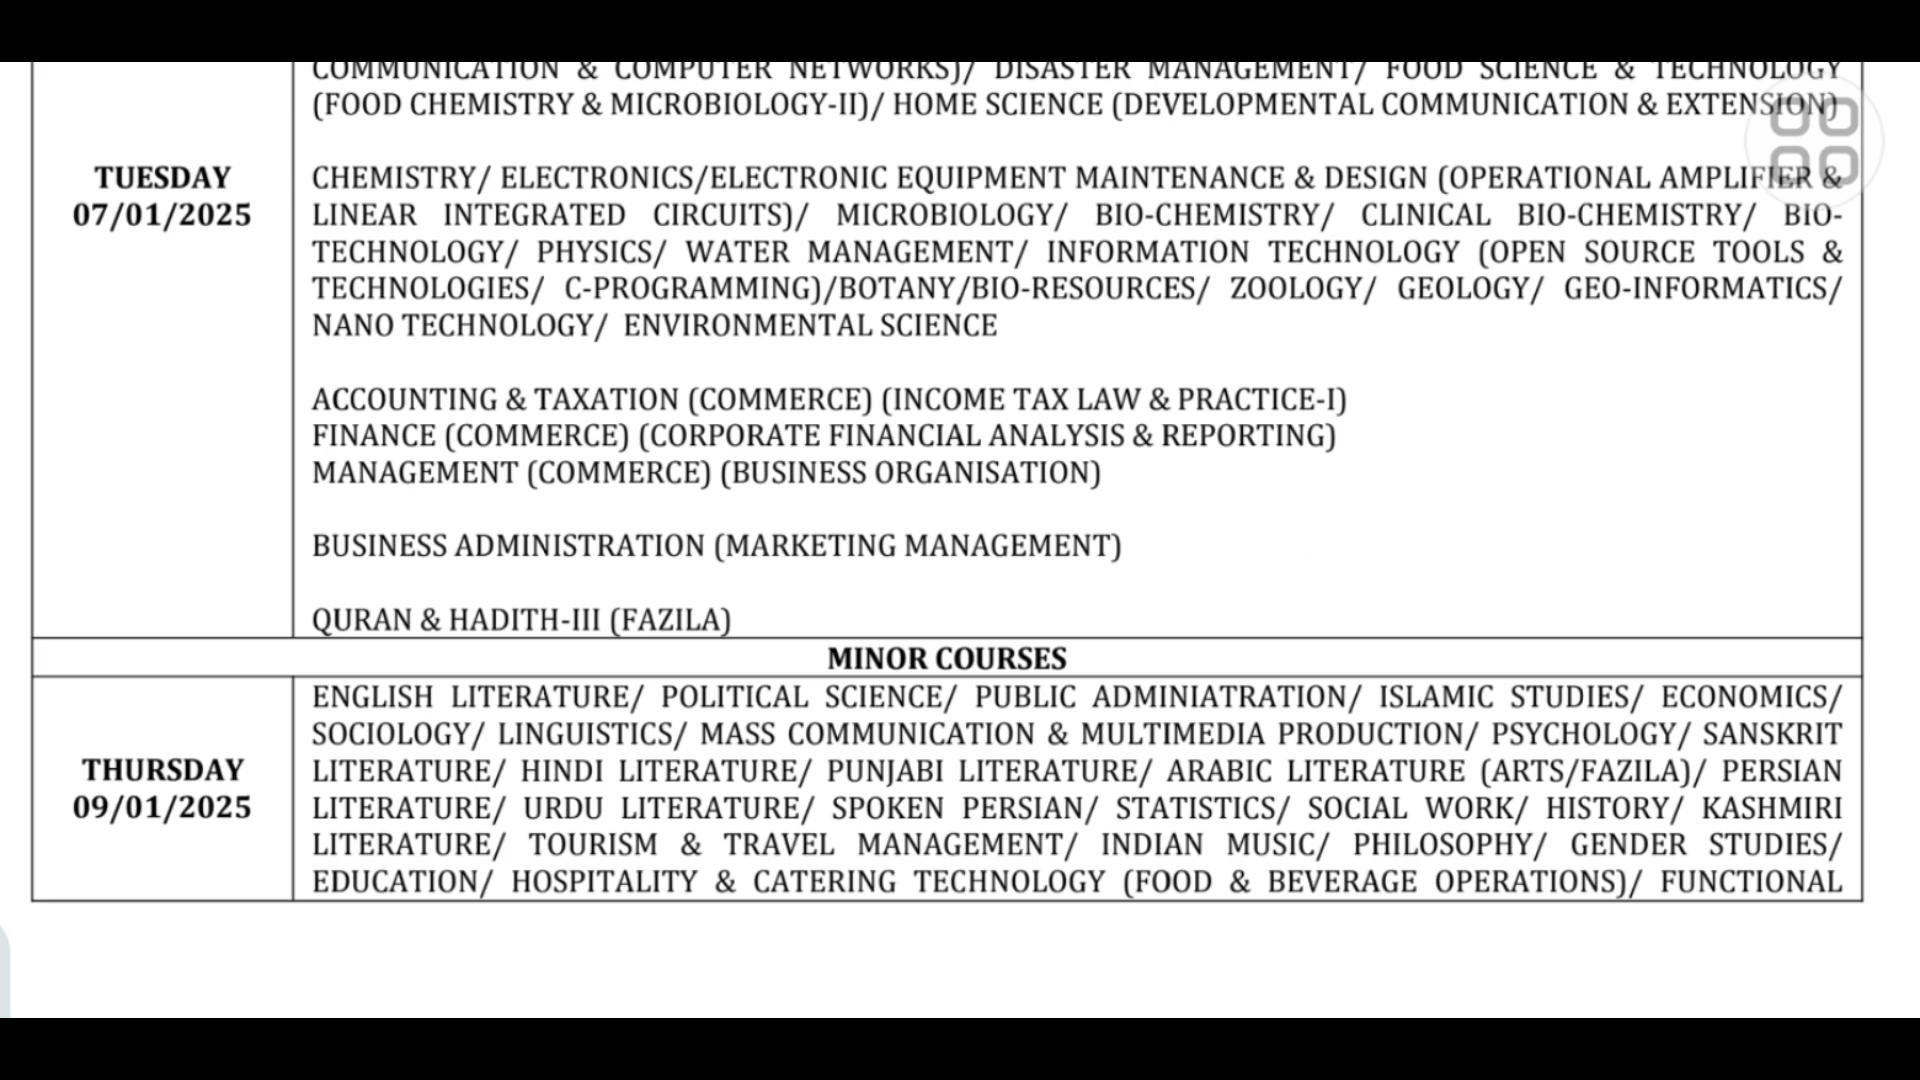 COMMUNICATION & COMPUTER NETWORKS)/ DISASTER MANAGEMENT/ FOOD SCIENCE & TECHNOLOGY
(FOOD CHEMISTRY & MICROBIOLOGY-II)/ HOME SCIENCE (DEVELOPMENTAL COMMUNICATION & EXTENSION)
TUESDAY
07/01/2025
CHEMISTRY/ ELECTRONICS/ELECTRONIC EQUIPMENT MAINTENANCE & DESIGN (OPERATIONAL AMPLIFIER &
LINEAR INTEGRATED CIRCUITS)/ MICROBIOLOGY/ BIO-CHEMISTRY/ CLINICAL BIO-CHEMISTRY/ BIO-
TECHNOLOGY/ PHYSICS/ WATER MANAGEMENT/ INFORMATION TECHNOLOGY (OPEN SOURCE TOOLS &
TECHNOLOGIES/ C-PROGRAMMING)/BOTANY/BIO-RESOURCES/ ZOOLOGY/ GEOLOGY/ GEO-INFORMATICS/
NANO TECHNOLOGY/ ENVIRONMENTAL SCIENCE
ACCOUNTING & TAXATION (COMMERCE) (INCOME TAX LAW & PRACTICE-I)
FINANCE (COMMERCE) (CORPORATE FINANCIAL ANALYSIS & REPORTING)
MANAGEMENT (COMMERCE) (BUSINESS ORGANISATION)
BUSINESS ADMINISTRATION (MARKETING MANAGEMENT)
QURAN & HADITH-III (FAZILA)
MINOR COURSES
THURSDAY
09/01/2025
ENGLISH LITERATURE/ POLITICAL SCIENCE/ PUBLIC ADMINIATRATION/ ISLAMIC STUDIES/ ECONOMICS/
SOCIOLOGY/ LINGUISTICS/ MASS COMMUNICATION & MULTIMEDIA PRODUCTION/ PSYCHOLOGY/ SANSKRIT
LITERATURE/ HINDI LITERATURE/ PUNJABI LITERATURE/ ARABIC LITERATURE (ARTS/FAZILA)/ PERSIAN
LITERATURE/ URDU LITERATURE/ SPOKEN PERSIAN/ STATISTICS/ SOCIAL WORK/ HISTORY/ KASHMIRI
LITERATURE/ TOURISM & TRAVEL MANAGEMENT/ INDIAN MUSIC/ PHILOSOPHY/ GENDER STUDIES/
EDUCATION/ HOSPITALITY & CATERING TECHNOLOGY (FOOD & BEVERAGE OPERATIONS)/ FUNCTIONAL